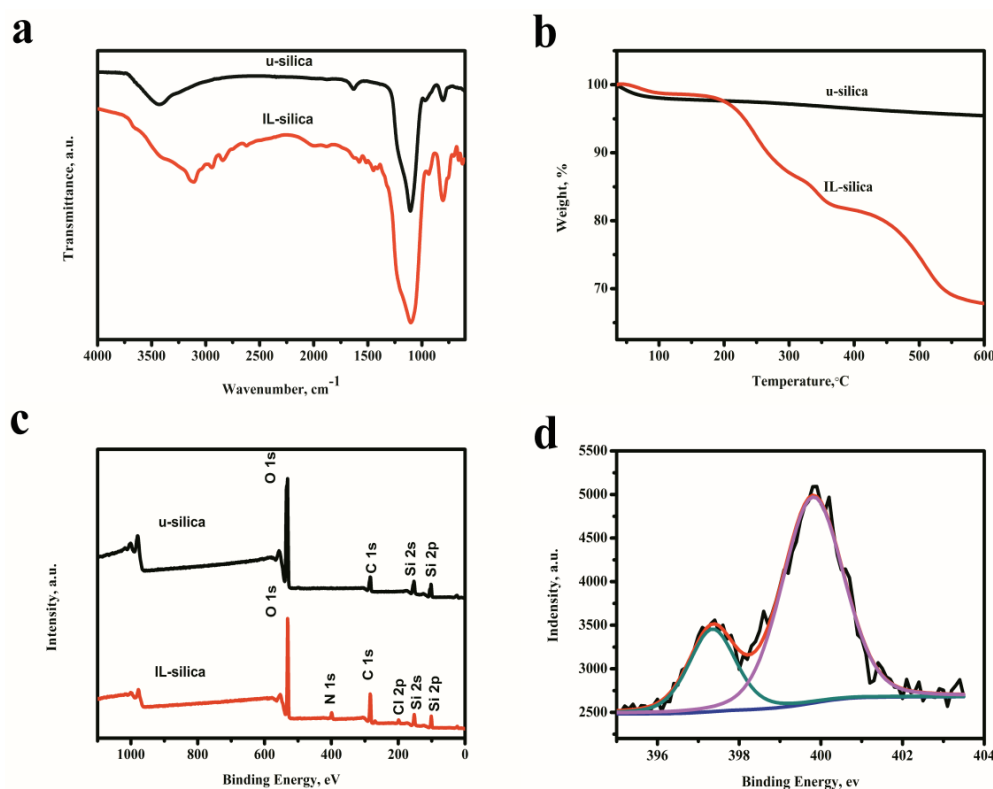 a
u-silica
IL-silica
Transmittance, a.u.
4000 3500 3000 2500 2000 1500 1000
Wavenumber, cm-1
b
100
90
80
70
u-silica
IL-silica
Weight, %
100 200 300 400 500 600
Temperature,°C
c
O 1s
u-silica
C 1s
Si 2s
Si 2p
O 1s
IL-silica
N 1s
C 1s
Cl 2p
Si 2s
Si 2p
Intensity, a.u.
1000 800 600 400 200 0
Binding Energy, eV
d
5500
5000
4500
4000
3500
3000
2500
Indensity, a.u.
396 398 400 402 404
Binding Energy, ev